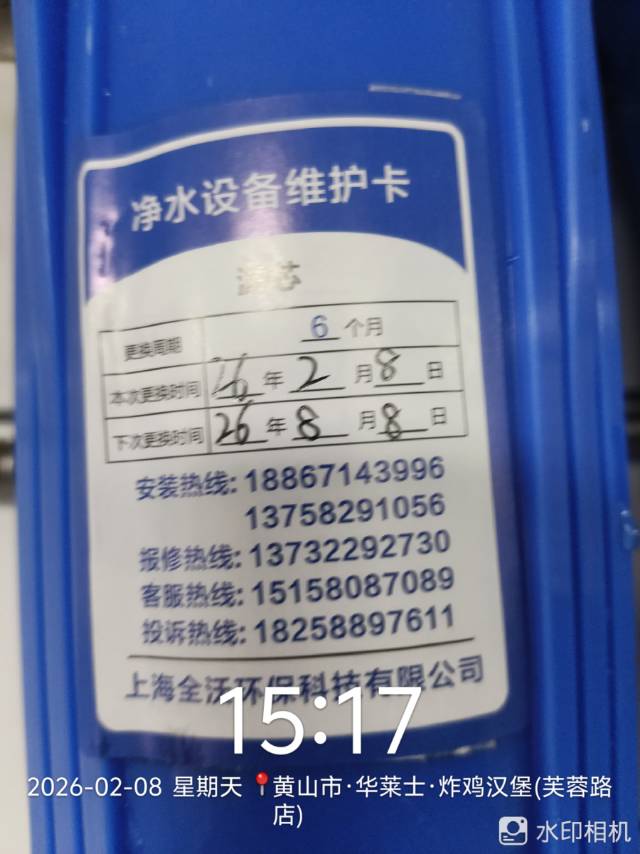 净水设备维护卡
滤芯
更换周期 6 个月
本次更换时间 26 年 2 月 8 日
下次更换时间 26 年 8 月 8 日
安装热线: 18867143996
13758291056
报修热线: 13732292730
客服热线: 15158087089
投诉热线: 18258897611
上海全沃环保科技有限公司
15:17
2026-02-08 星期天 黄山市·华莱士·炸鸡汉堡(芙蓉路
店)
水印相机